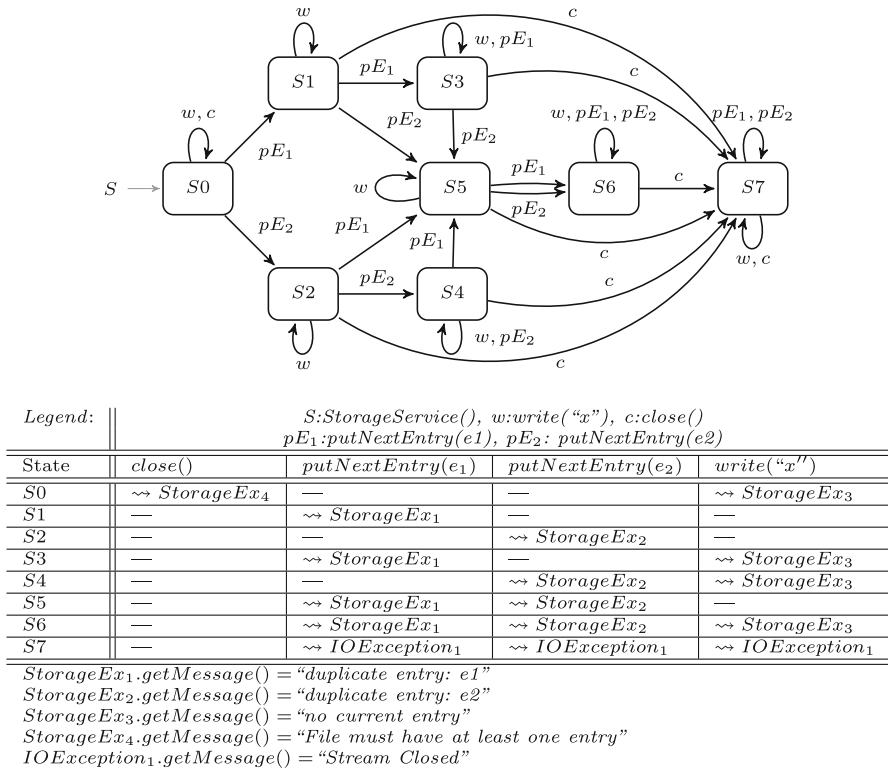 w
c
S1
pE₁
w, pE₁
S3
c
w, c
pE₂
pE₂
w, pE₁, pE₂
pE₁, pE₂
pE₁
S
S0
w
S5
pE₁
pE₂
S6
c
S7
pE₂
pE₁
pE₁
c
w, c
S2
pE₂
S4
c
w
w, pE₂
c
Legend: S:StorageService(), w:write(“x”), c:close()
pE₁:putNextEntry(e1), pE₂: putNextEntry(e2)
State close() putNextEntry(e₁) putNextEntry(e₂) write(“x″)
S0 ⇝ StorageEx₄ — — ⇝ StorageEx₃
S1 — ⇝ StorageEx₁ — —
S2 — — ⇝ StorageEx₂ —
S3 — ⇝ StorageEx₁ — ⇝ StorageEx₃
S4 — — ⇝ StorageEx₂ ⇝ StorageEx₃
S5 — ⇝ StorageEx₁ ⇝ StorageEx₂ —
S6 — ⇝ StorageEx₁ ⇝ StorageEx₂ ⇝ StorageEx₃
S7 — ⇝ IOException₁ ⇝ IOException₁ ⇝ IOException₁
StorageEx₁.getMessage() = “duplicate entry: e1”
StorageEx₂.getMessage() = “duplicate entry: e2”
StorageEx₃.getMessage() = “no current entry”
StorageEx₄.getMessage() = “File must have at least one entry”
IOException₁.getMessage() = “Stream Closed”